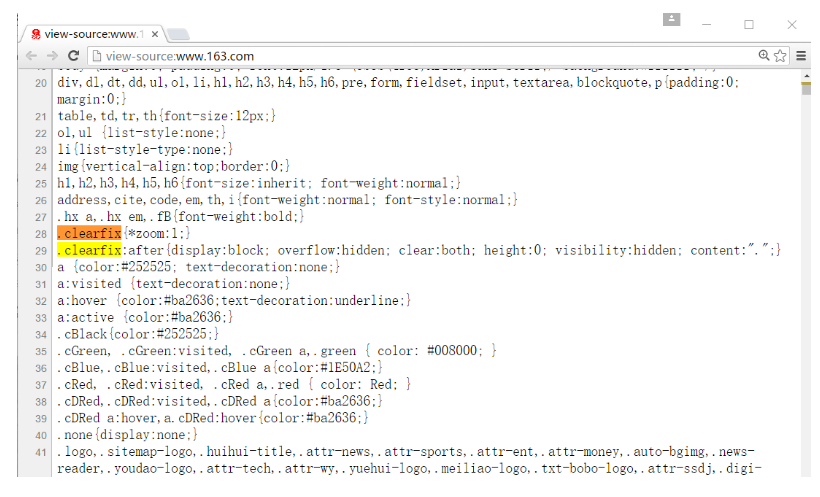 view-source:www.1
view-source:www.163.com
20 div,dl,dt,dd,ul,ol,li,h1,h2,h3,h4,h5,h6,pre,form,fieldset,input,textarea,blockquote,p{padding:0;
margin:0;}
21 table,td,tr,th{font-size:12px;}
22 ol,ul {list-style:none;}
23 li{list-style-type:none;}
24 img{vertical-align:top;border:0;}
25 h1,h2,h3,h4,h5,h6{font-size:inherit; font-weight:normal;}
26 address,cite,code,em,th,i{font-weight:normal; font-style:normal;}
27 .hx a,.hx em,.fB{font-weight:bold;}
28 .clearfix{*zoom:1;}
29 .clearfix:after{display:block; overflow:hidden; clear:both; height:0; visibility:hidden; content:".";}
30 a {color:#252525; text-decoration:none;}
31 a:visited {text-decoration:none;}
32 a:hover {color:#ba2636;text-decoration:underline;}
33 a:active {color:#ba2636;}
34 .cBlack{color:#252525;}
35 .cGreen, .cGreen:visited, .cGreen a,.green { color: #008000; }
36 .cBlue,.cBlue:visited,.cBlue a{color:#1E50A2;}
37 .cRed, .cRed:visited, .cRed a,.red { color: Red; }
38 .cDRed,.cDRed:visited,.cDRed a{color:#ba2636;}
39 .cDRed a:hover,a.cDRed:hover{color:#ba2636;}
40 .none{display:none;}
41 .logo,.sitemap-logo,.huihui-title,.attr-news,.attr-sports,.attr-ent,.attr-money,.auto-bgimg,.news-
reader,.youdao-logo,.attr-tech,.attr-wy,.yuehui-logo,.meiliao-logo,.txt-bobo-logo,.attr-ssdj,.digi-